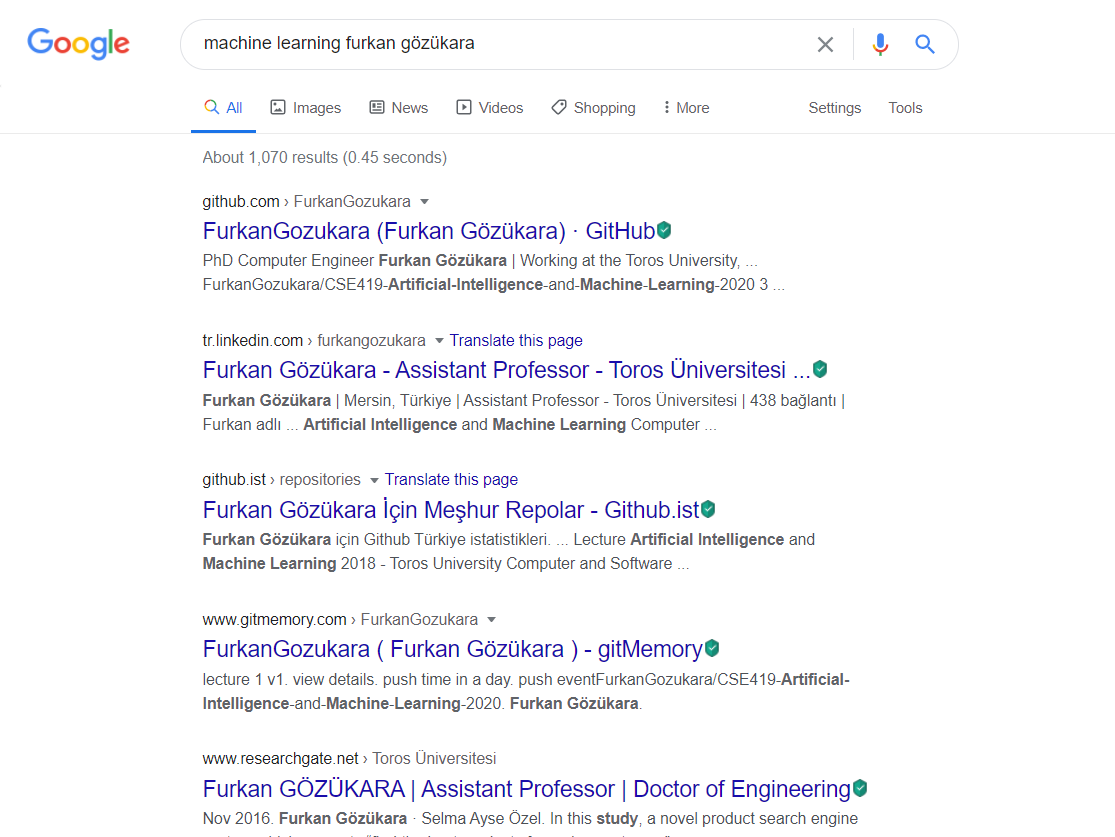 Google
machine learning furkan gözükara
All Images News Videos Shopping More Settings Tools
About 1,070 results (0.45 seconds)
github.com › FurkanGozukara
FurkanGozukara (Furkan Gözükara) · GitHub
PhD Computer Engineer Furkan Gözükara | Working at the Toros University, ...
FurkanGozukara/CSE419-Artificial-Intelligence-and-Machine-Learning-2020 3 ...
tr.linkedin.com › furkangozukara Translate this page
Furkan Gözükara - Assistant Professor - Toros Üniversitesi ...
Furkan Gözükara | Mersin, Türkiye | Assistant Professor - Toros Üniversitesi | 438 bağlantı |
Furkan adlı ... Artificial Intelligence and Machine Learning Computer ...
github.ist › repositories Translate this page
Furkan Gözükara İçin Meşhur Repolar - Github.ist
Furkan Gözükara için Github Türkiye istatistikleri. ... Lecture Artificial Intelligence and
Machine Learning 2018 - Toros University Computer and Software ...
www.gitmemory.com › FurkanGozukara
FurkanGozukara ( Furkan Gözükara ) - gitMemory
lecture 1 v1. view details. push time in a day. push eventFurkanGozukara/CSE419-Artificial-
Intelligence-and-Machine-Learning-2020. Furkan Gözükara.
www.researchgate.net › Toros Üniversitesi
Furkan GÖZÜKARA | Assistant Professor | Doctor of Engineering
Nov 2016. Furkan Gözükara · Selma Ayse Özel. In this study, a novel product search engine